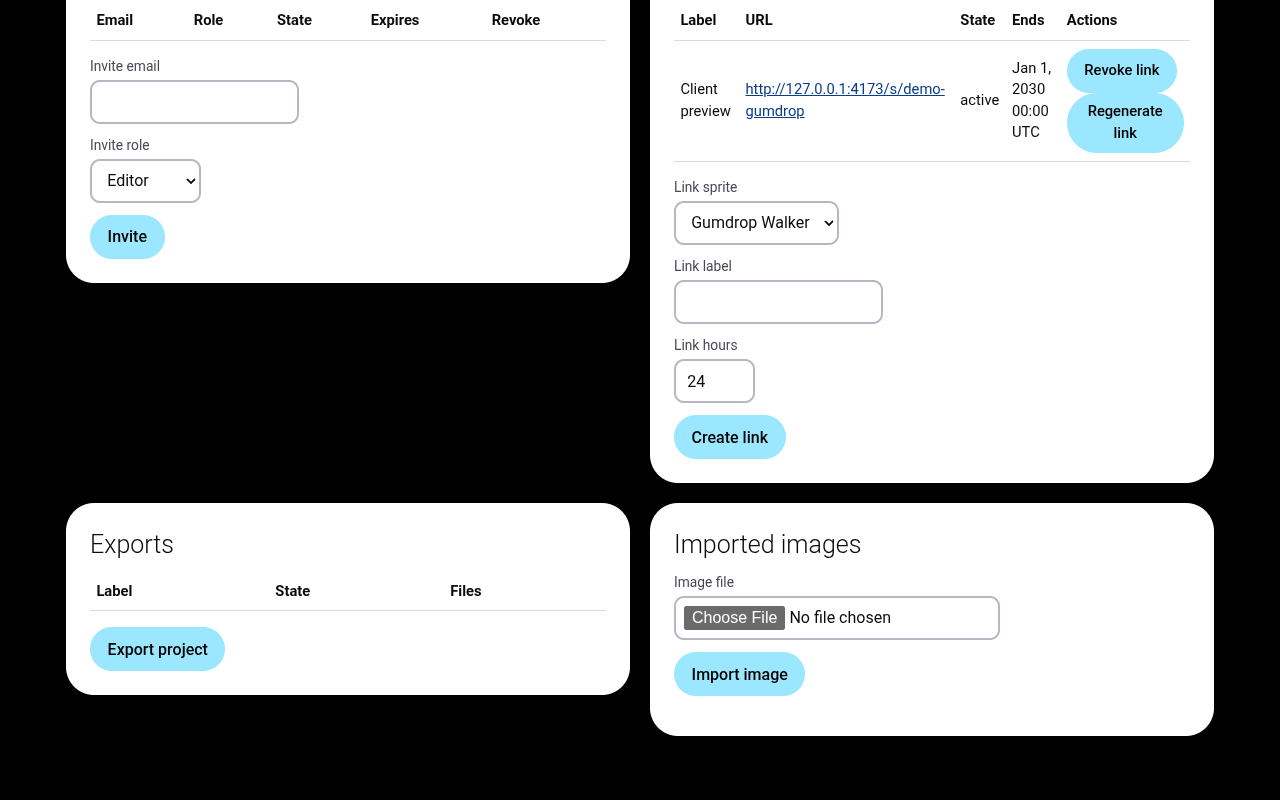 Email Role State Expires Revoke
Invite email
Invite role
Editor
Invite
Label URL State Ends Actions
Client
preview
http://127.0.0.1:4173/s/demo-
gumdrop
active
Jan 1,
2030
00:00
UTC
Revoke link
Regenerate
link
Link sprite
Gumdrop Walker
Link label
Link hours
24
Create link
Exports
Label State Files
Export project
Imported images
Image file
Choose File No file chosen
Import image